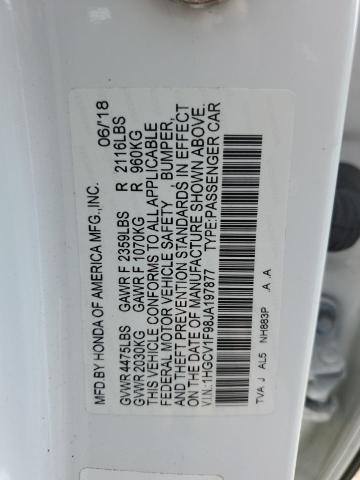 MFD.BY HONDA OF AMERICA MFG.,INC. 06/'18
GVWR 4475LBS GAWR F 2359LBS R 2116LBS
GVWR 2030KG GAWR F 1070KG R 960KG
THIS VEHICLE CONFORMS TO ALL APPLICABLE
FEDERAL MOTOR VEHICLE SAFETY BUMPER,
AND THEFT PREVENTION STANDARDS IN EFFECT
ON THE DATE OF MANUFACTURE SHOWN ABOVE.
V.I.N.:1HGCV1F98JA197877 TYPE:PASSENGER CAR
TVA J AL5 NH883P .A .A